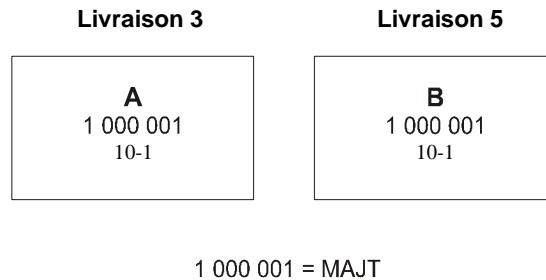 Livraison 3
Livraison 5
A
1 000 001
10-1
B
1 000 001
10-1
1 000 001 = MAJT